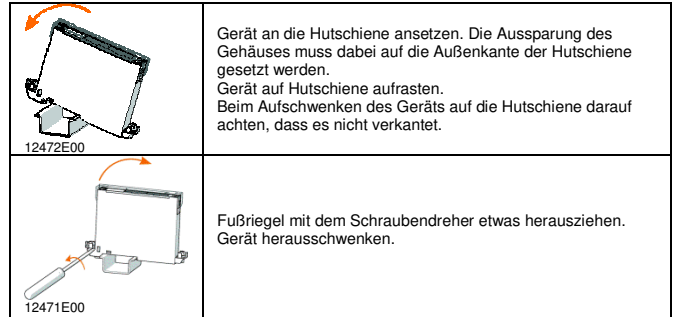 Gerät an die Hutschiene ansetzen. Die Aussparung des
Gehäuses muss dabei auf die Außenkante der Hutschiene
gesetzt werden.
Gerät auf Hutschiene aufrasten.
Beim Aufschwenken des Geräts auf die Hutschiene darauf
achten, dass es nicht verkantet.
12472E00
Fußriegel mit dem Schraubendreher etwas herausziehen.
Gerät herausschwenken.
12471E00